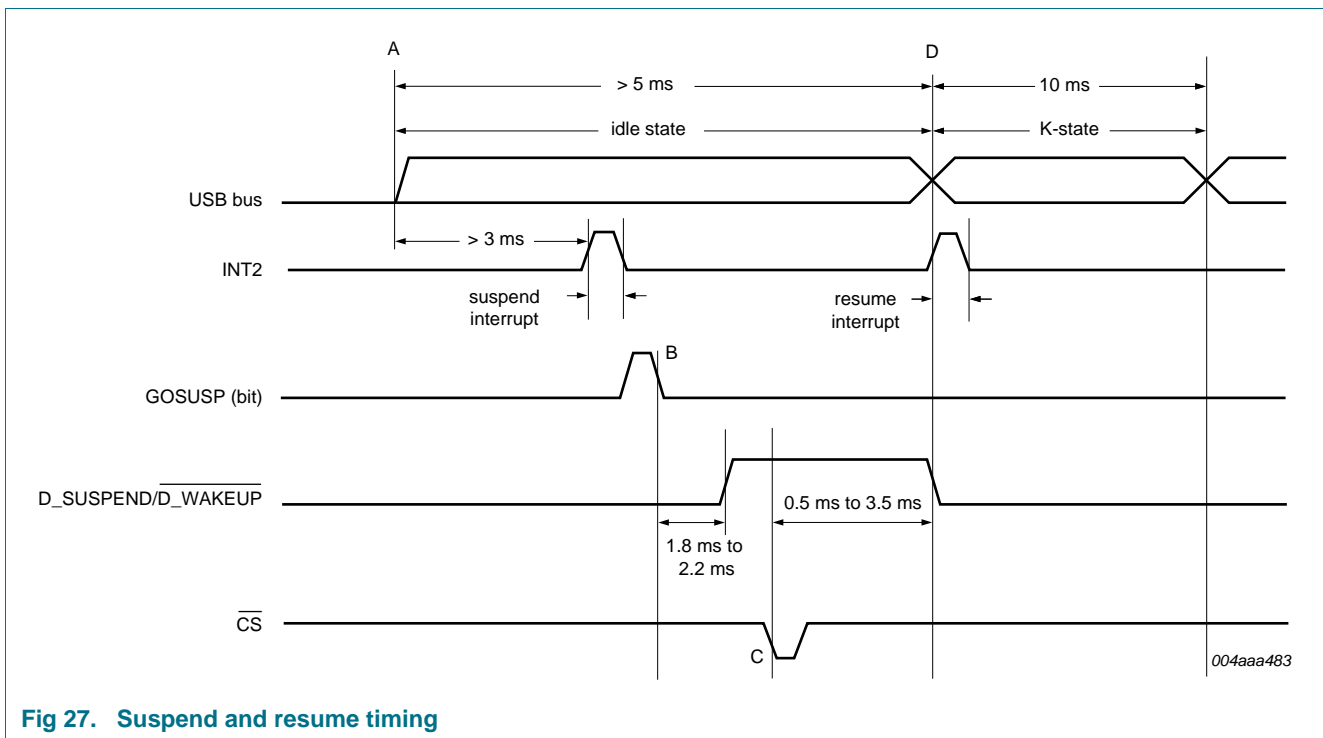 A
D
> 5 ms
10 ms
idle state
K-state
USB bus
> 3 ms
INT2
suspend
interrupt
resume
interrupt
B
GOSUSP (bit)
D_SUSPEND/D_WAKEUP
0.5 ms to 3.5 ms
1.8 ms to
2.2 ms
CS
C
004aaa483
Fig 27. Suspend and resume timing